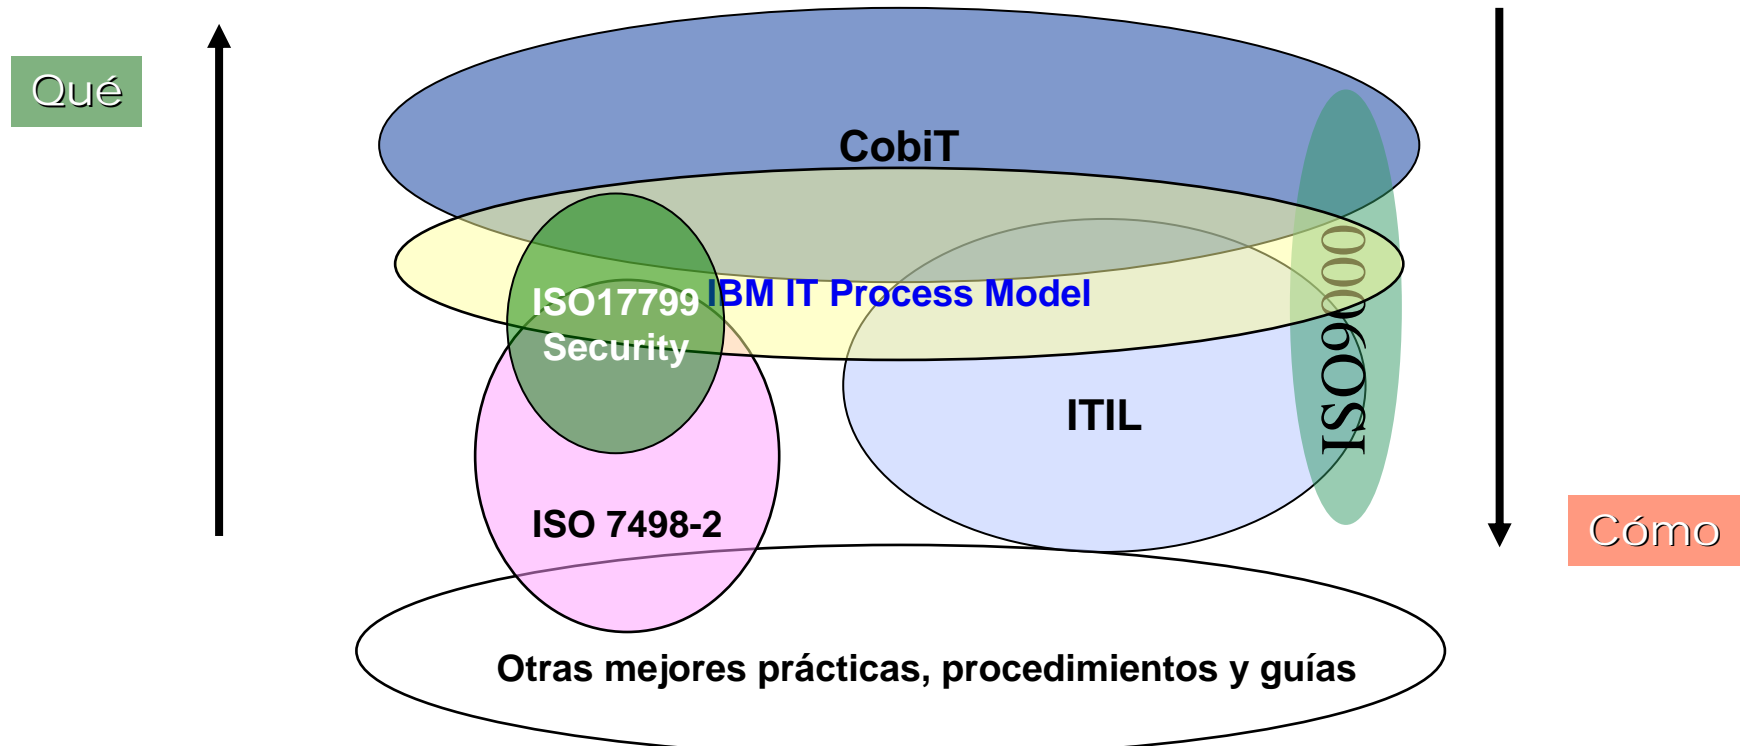 Qué
CobiT
ISO17799
Security
IBM IT Process Model
ISO9000
ITIL
ISO 7498-2
Cómo
Otras mejores prácticas, procedimientos y guías